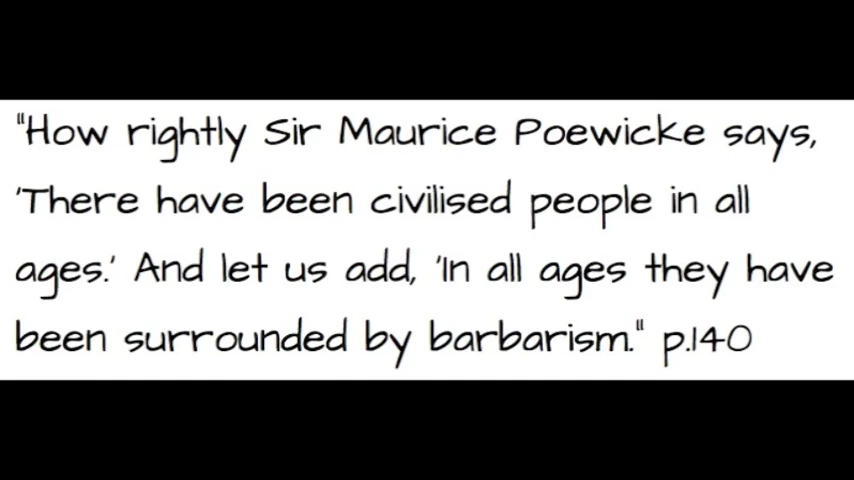 "How rightly Sir Maurice Poewicke says,
'There have been civilised people in all
ages.' And let us add, 'In all ages they have
been surrounded by barbarism." p.140